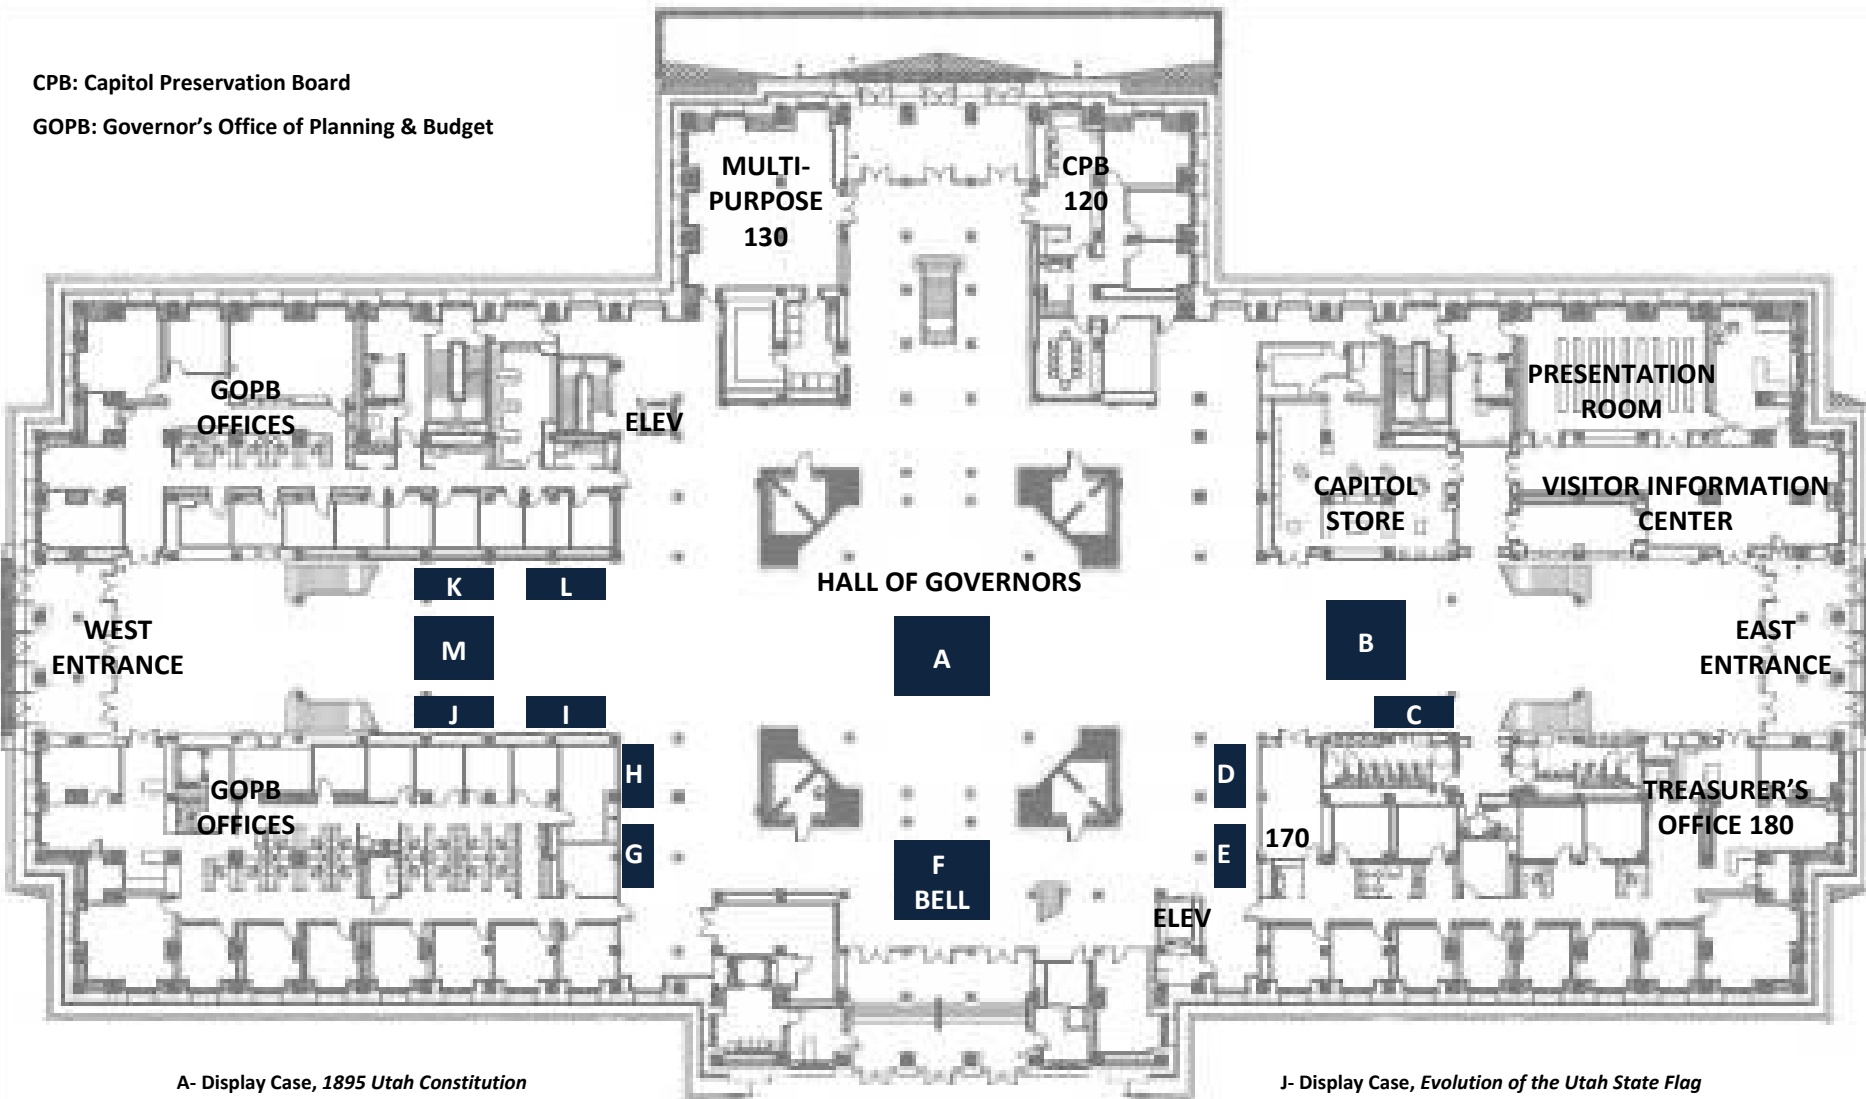 CPB: Capitol Preservation Board
GOPB: Governor's Office of Planning & Budget
MULTI-
PURPOSE
130
CPB
120
GOPB
OFFICES
ELEV
PRESENTATION
ROOM
CAPITOL
STORE
VISITOR INFORMATION
CENTER
K
L
HALL OF GOVERNORS
WEST
ENTRANCE
M
A
B
EAST
ENTRANCE
J
I
C
H
D
GOPB
OFFICES
TREASURER'S
OFFICE 180
G
E
170
F
BELL
ELEV
A- Display Case, 1895 Utah Constitution
J- Display Case, Evolution of the Utah State Flag